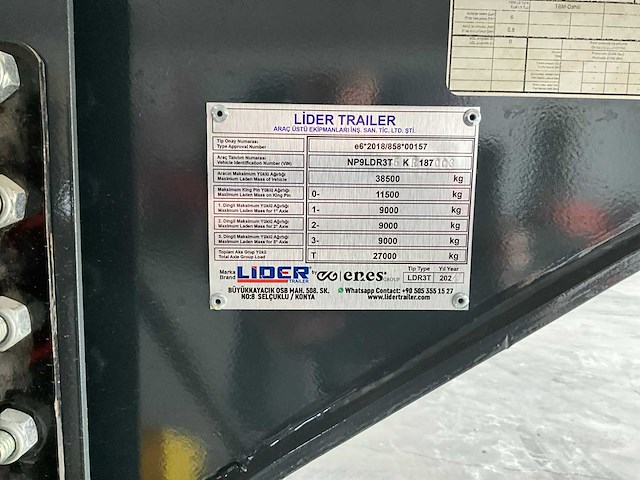 LİDER TRAILER
ARAÇ ÜSTÜ EKİPMANLARI İNŞ. SAN. TİC. LTD. ŞTİ.
Tip Onay Numarası
Type Approval Number
e6*2018/858*00157
Araç Tanıtım Numarası
Vehicle Identification Number (VIN)
NP9LDR3T K 187003
Aracın Maksimum Yüklü Ağırlığı
Maximum Laden Mass of Vehicle
38500 kg
Maksimum King Pin Yüklü Ağırlığı
Maximum Laden Mass on King Pin
0- 11500 kg
1. Dingil Maksimum Yüklü Ağırlığı
Maximum Laden Mass for 1st Axle
1- 9000 kg
2. Dingil Maksimum Yüklü Ağırlığı
Maximum Laden Mass for 2nd Axle
2- 9000 kg
3. Dingil Maksimum Yüklü Ağırlığı
Maximum Laden Mass for 3rd Axle
3- 9000 kg
Toplam Aks Grup Yükü
Total Axle Group Load
T 27000 kg
Marka
Brand
LIDER
TRAILER
by enes GROUP
Tip Type Yıl Year
LDR3T 202
BÜYÜKKAYACIK OSB MAH. 508. SK.
NO:8 SELÇUKLU / KONYA
Whatsapp Contact: +90 505 355 15 27
www.lidertrailer.com